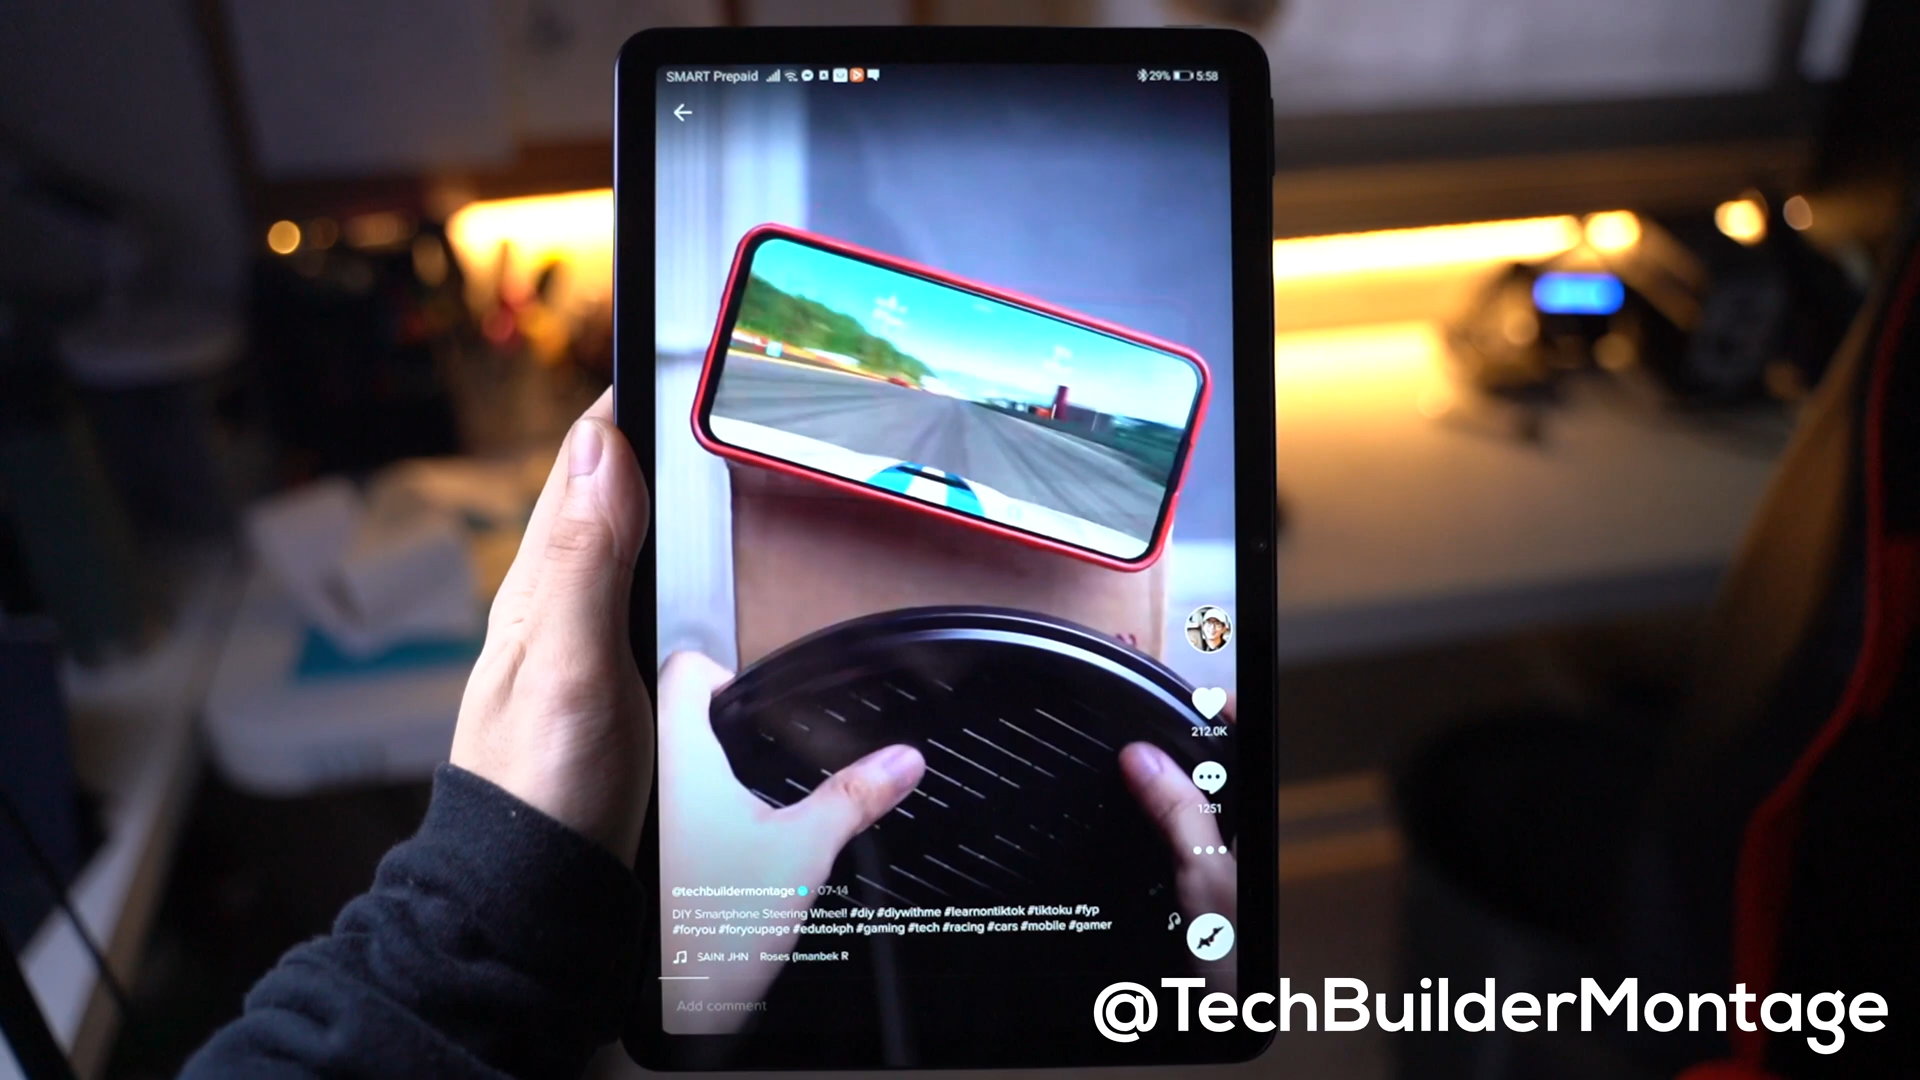 SMART Prepaid
29% 5:58
212.0K
1251
@techbuildermontage · 07-14
DIY Smartphone Steering Wheel! #diy #diywithme #learnontiktok #tiktoku #fyp
#foryou #foryoupage #edutokph #gaming #tech #racing #cars #mobile #gamer
SAINt JHN Roses (Imanbek R
Add comment
@TechBuilderMontage